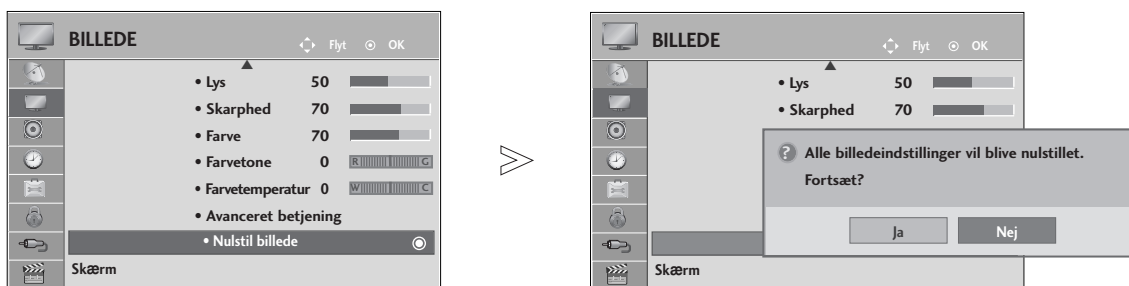 BILLEDE
Flyt OK
• Lys 50
• Skarphed 70
• Farve 70
• Farvetone 0 R G
• Farvetemperatur 0 W C
• Avanceret betjening
• Nulstil billede
Skærm
BILLEDE
Flyt OK
• Lys 50
• Skarphed 70
? Alle billedeindstillinger vil blive nulstillet.
Fortsæt?
Ja Nej
Skærm